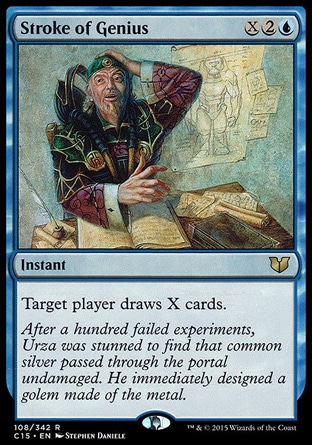 Stroke of Genius X 2
Instant
Target player draws X cards.
After a hundred failed experiments,
Urza was stunned to find that common
silver passed through the portal
undamaged. He immediately designed a
golem made of the metal.
108/342 R
C15 • EN Stephen Daniele
™ & © 2015 Wizards of the Coast